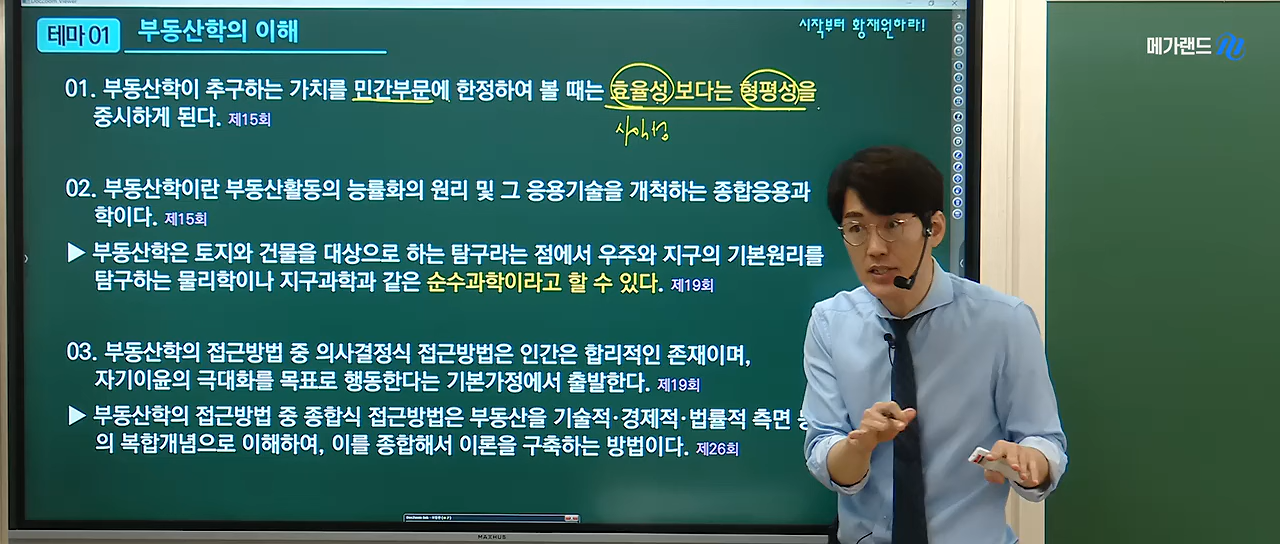 테마 01 부동산학의 이해
시작부터 황재원하라!
메가랜드
01. 부동산학이 추구하는 가치를 민간부문에 한정하여 볼 때는 효율성 보다는 형평성을
중시하게 된다. 제15회
02. 부동산학이란 부동산활동의 능률화의 원리 및 그 응용기술을 개척하는 종합응용과
학이다. 제15회
▶ 부동산학은 토지와 건물을 대상으로 하는 탐구라는 점에서 우주와 지구의 기본원리를
탐구하는 물리학이나 지구과학과 같은 순수과학이라고 할 수 있다. 제19회
03. 부동산학의 접근방법 중 의사결정식 접근방법은 인간은 합리적인 존재이며,
자기이윤의 극대화를 목표로 행동한다는 기본가정에서 출발한다. 제19회
▶ 부동산학의 접근방법 중 종합식 접근방법은 부동산을 기술적·경제적·법률적 측면
의 복합개념으로 이해하여, 이를 종합해서 이론을 구축하는 방법이다. 제26회
MAXHUB